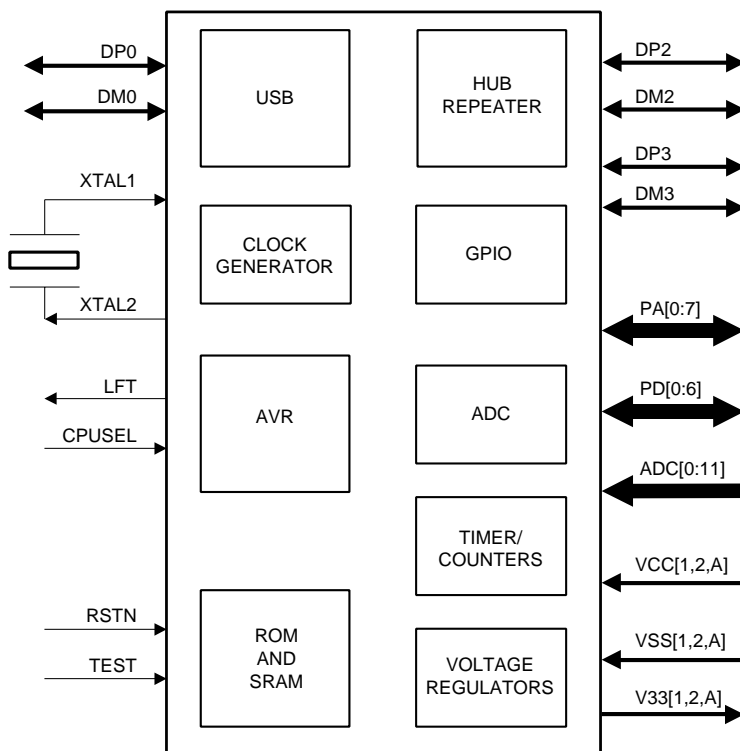 DP0
DM0
XTAL1
XTAL2
LFT
CPUSEL
RSTN
TEST
USB
HUB
REPEATER
CLOCK
GENERATOR
GPIO
AVR
ADC
TIMER/
COUNTERS
ROM
AND
SRAM
VOLTAGE
REGULATORS
DP2
DM2
DP3
DM3
PA[0:7]
PD[0:6]
ADC[0:11]
VCC[1,2,A]
VSS[1,2,A]
V33[1,2,A]